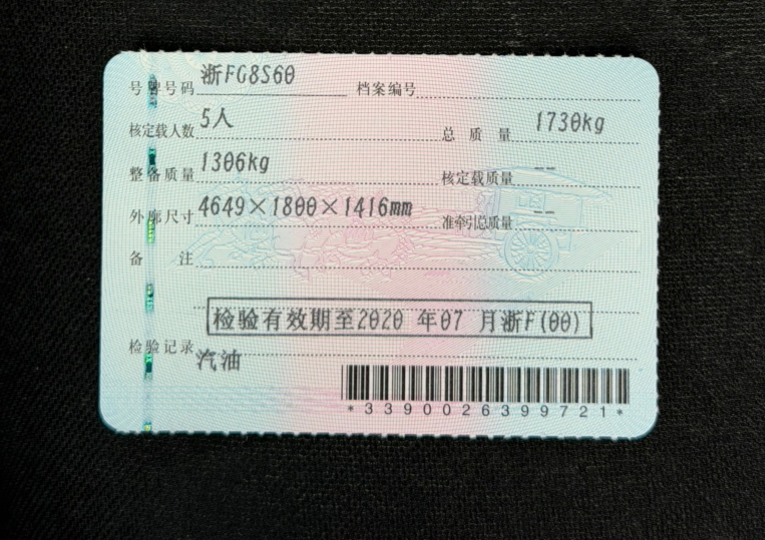 号牌号码 浙FG8S60 档案编号
核定载人数 5人 总质量 1730kg
整备质量 1306kg 核定载质量 --
外廓尺寸 4649×1800×1416mm 准牵引总质量 --
备注
检验有效期至2020 年07 月浙F(00)
检验记录 汽油
*3390026399721*